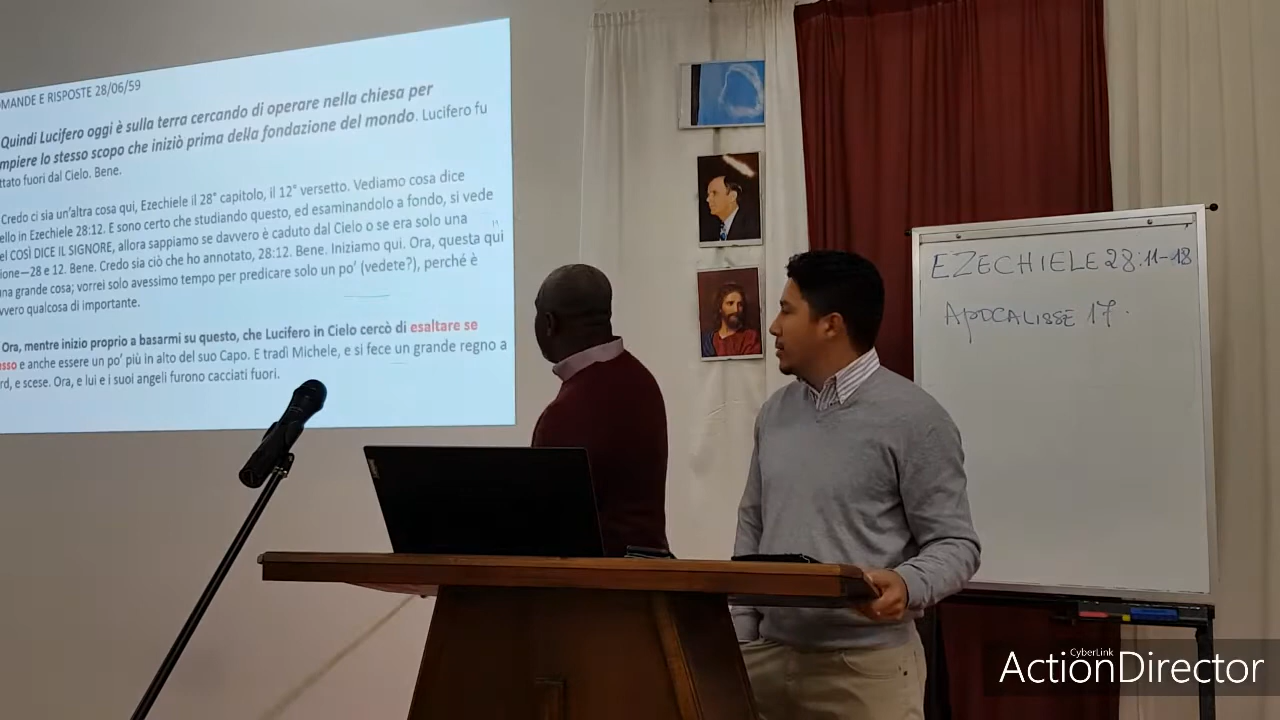 MANDE E RISPOSTE 28/06/59
Quindi Lucifero oggi è sulla terra cercando di operare nella chiesa per
mpiere lo stesso scopo che iniziò prima della fondazione del mondo. Lucifero fu
ttato fuori dal Cielo. Bene.
Credo ci sia un'altra cosa qui, Ezechiele il 28° capitolo, il 12° versetto. Vediamo cosa dice
ello in Ezechiele 28:12. E sono certo che studiando questo, ed esaminandolo a fondo, si vede
el COSÌ DICE IL SIGNORE, allora sappiamo se davvero è caduto dal Cielo o se era solo una
ione—28 e 12. Bene. Credo sia ciò che ho annotato, 28:12. Bene. Iniziamo qui. Ora, questa qui
na grande cosa; vorrei solo avessimo tempo per predicare solo un po' (vedete?), perché è
vvero qualcosa di importante.
Ora, mentre inizio proprio a basarmi su questo, che Lucifero in Cielo cercò di esaltare se
esso e anche essere un po' più in alto del suo Capo. E tradì Michele, e si fece un grande regno a
rd, e scese. Ora, e lui e i suoi angeli furono cacciati fuori.
EZECHIELE 28:11-18
APOCALISSE 17.
Lenovo
CyberLink
ActionDirector